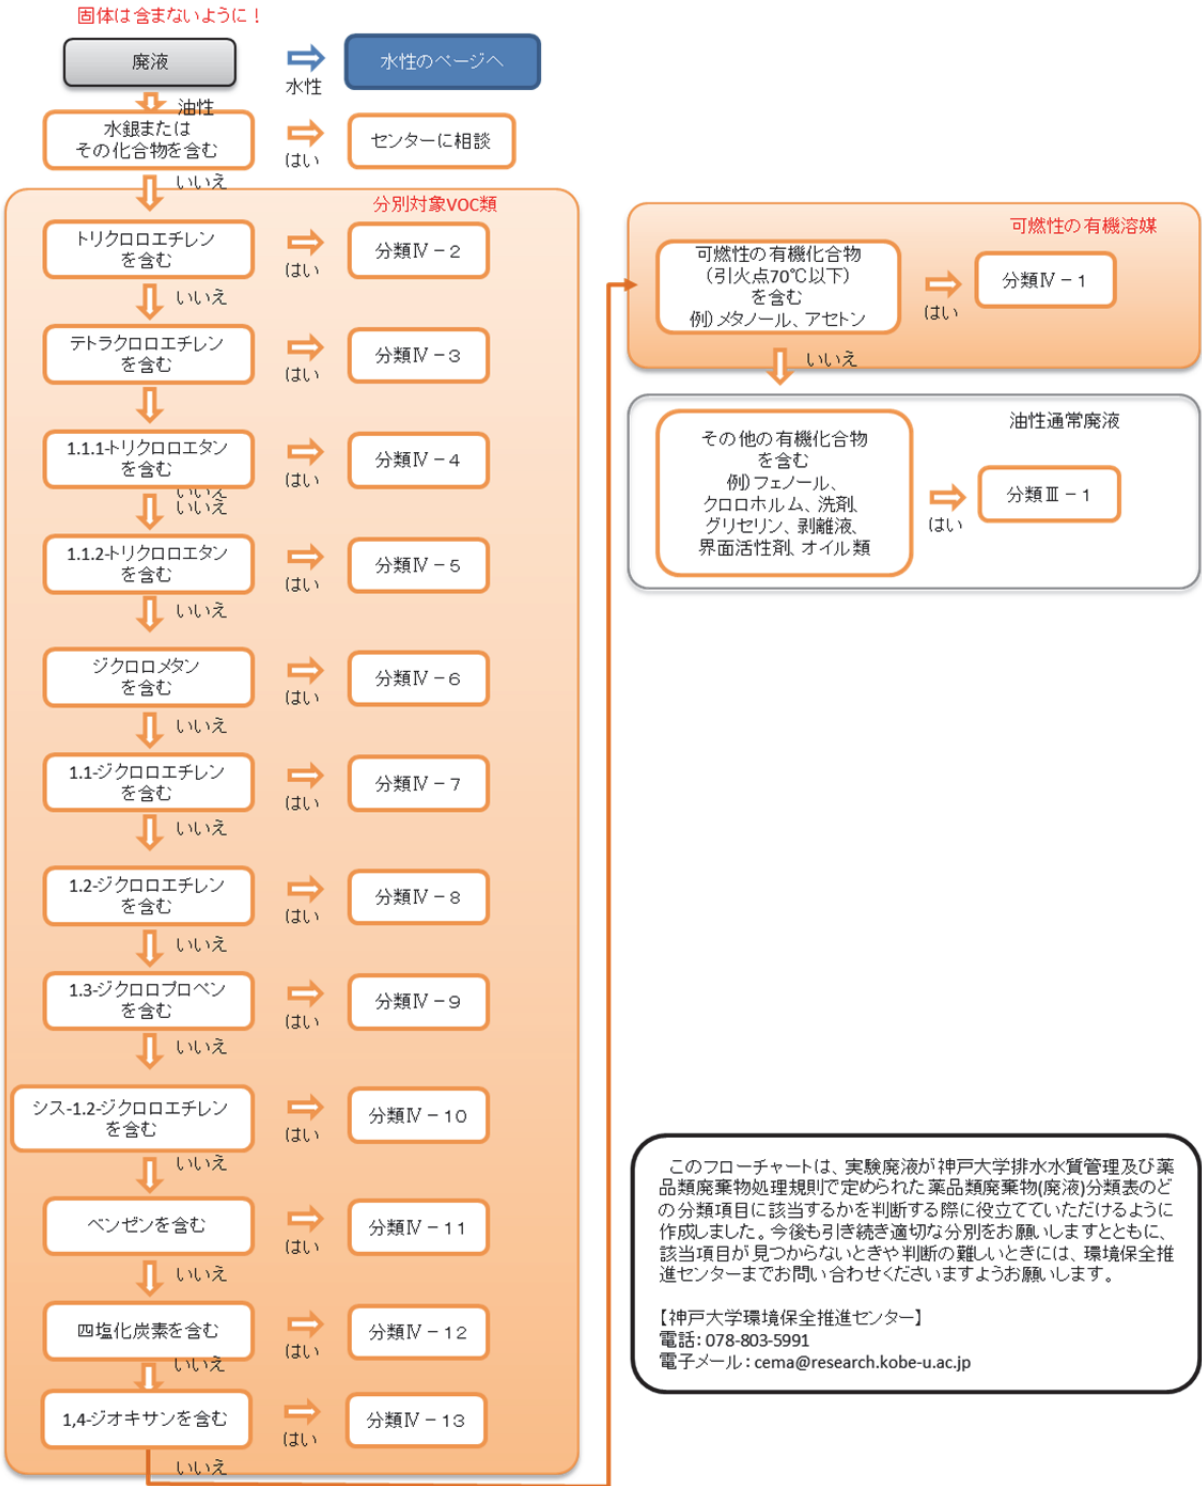 固体は含まないように！
廃液
水性
水性のページへ
油性
水銀または
その化合物を含む
はい
センターに相談
いいえ
分別対象VOC類
トリクロロエチレン
を含む
はい
分類Ⅳ－２
いいえ
テトラクロロエチレン
を含む
はい
分類Ⅳ－３
1.1.1-トリクロロエタン
を含む
はい
分類Ⅳ－４
いいえ
いいえ
1.1.2-トリクロロエタン
を含む
はい
分類Ⅳ－５
いいえ
ジクロロメタン
を含む
はい
分類Ⅳ－６
いいえ
1.1-ジクロロエチレン
を含む
はい
分類Ⅳ－７
いいえ
1.2-ジクロロエチレン
を含む
はい
分類Ⅳ－８
いいえ
1.3-ジクロロプロペン
を含む
はい
分類Ⅳ－９
いいえ
シス-1.2-ジクロロエチレン
を含む
はい
分類Ⅳ－１０
いいえ
ベンゼンを含む
はい
分類Ⅳ－１１
いいえ
四塩化炭素を含む
はい
分類Ⅳ－１２
いいえ
1,4-ジオキサンを含む
はい
分類Ⅳ－１３
いいえ
可燃性の有機溶媒
可燃性の有機化合物
（引火点70℃以下）
を含む
例）メタノール、アセトン
はい
分類Ⅳ－１
いいえ
油性通常廃液
その他の有機化合物
を含む
例）フェノール、
クロロホルム、洗剤、
グリセリン、剥離液、
界面活性剤、オイル類
はい
分類Ⅲ－１
このフローチャートは、実験廃液が神戸大学排水水質管理及び薬
品類廃棄物処理規則で定められた薬品類廃棄物(廃液)分類表のど
の分類項目に該当するかを判断する際に役立てていただけるように
作成しました。今後も引き続き適切な分別をお願いしますとともに、
該当項目が見つからないときや判断の難しいときには、環境保全推
進センターまでお問い合わせくださいますようお願いします。
【神戸大学環境保全推進センター】
電話：078-803-5991
電子メール：cema@research.kobe-u.ac.jp